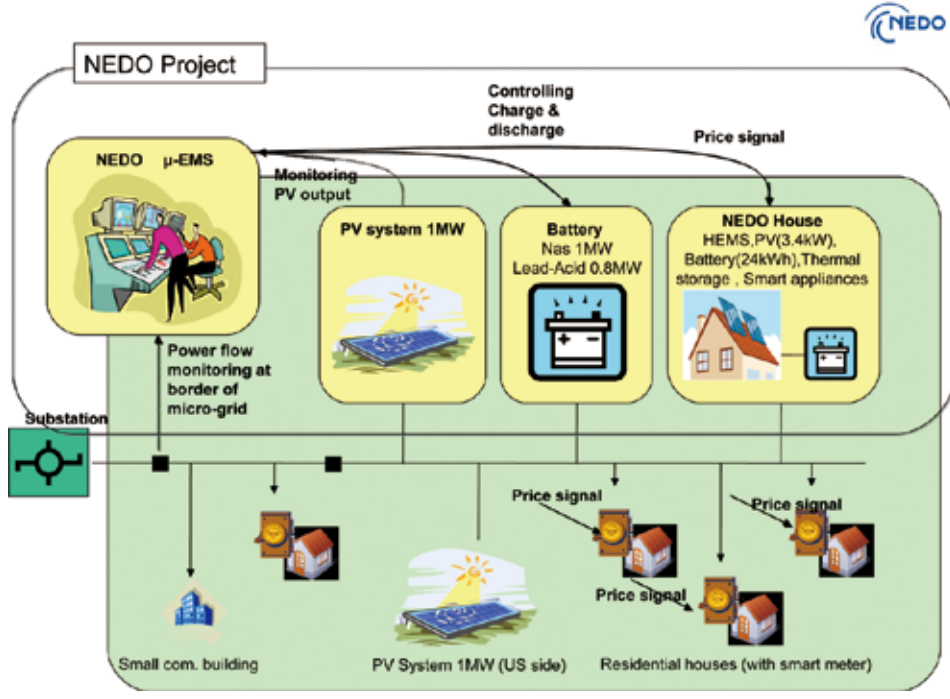 NEDO
NEDO Project
Controlling
Charge &
discharge
Price signal
NEDO μ-EMS
Monitoring
PV output
PV system 1MW
Battery
Nas 1MW
Lead-Acid 0.8MW
NEDO House
HEMS,PV(3.4kW),
Battery(24kWh),Thermal
storage , Smart appliances
Power flow
monitoring at
border of
micro-grid
Substation
Price signal
Price signal
Price signal
Small com. building
PV System 1MW (US side)
Residential houses (with smart meter)